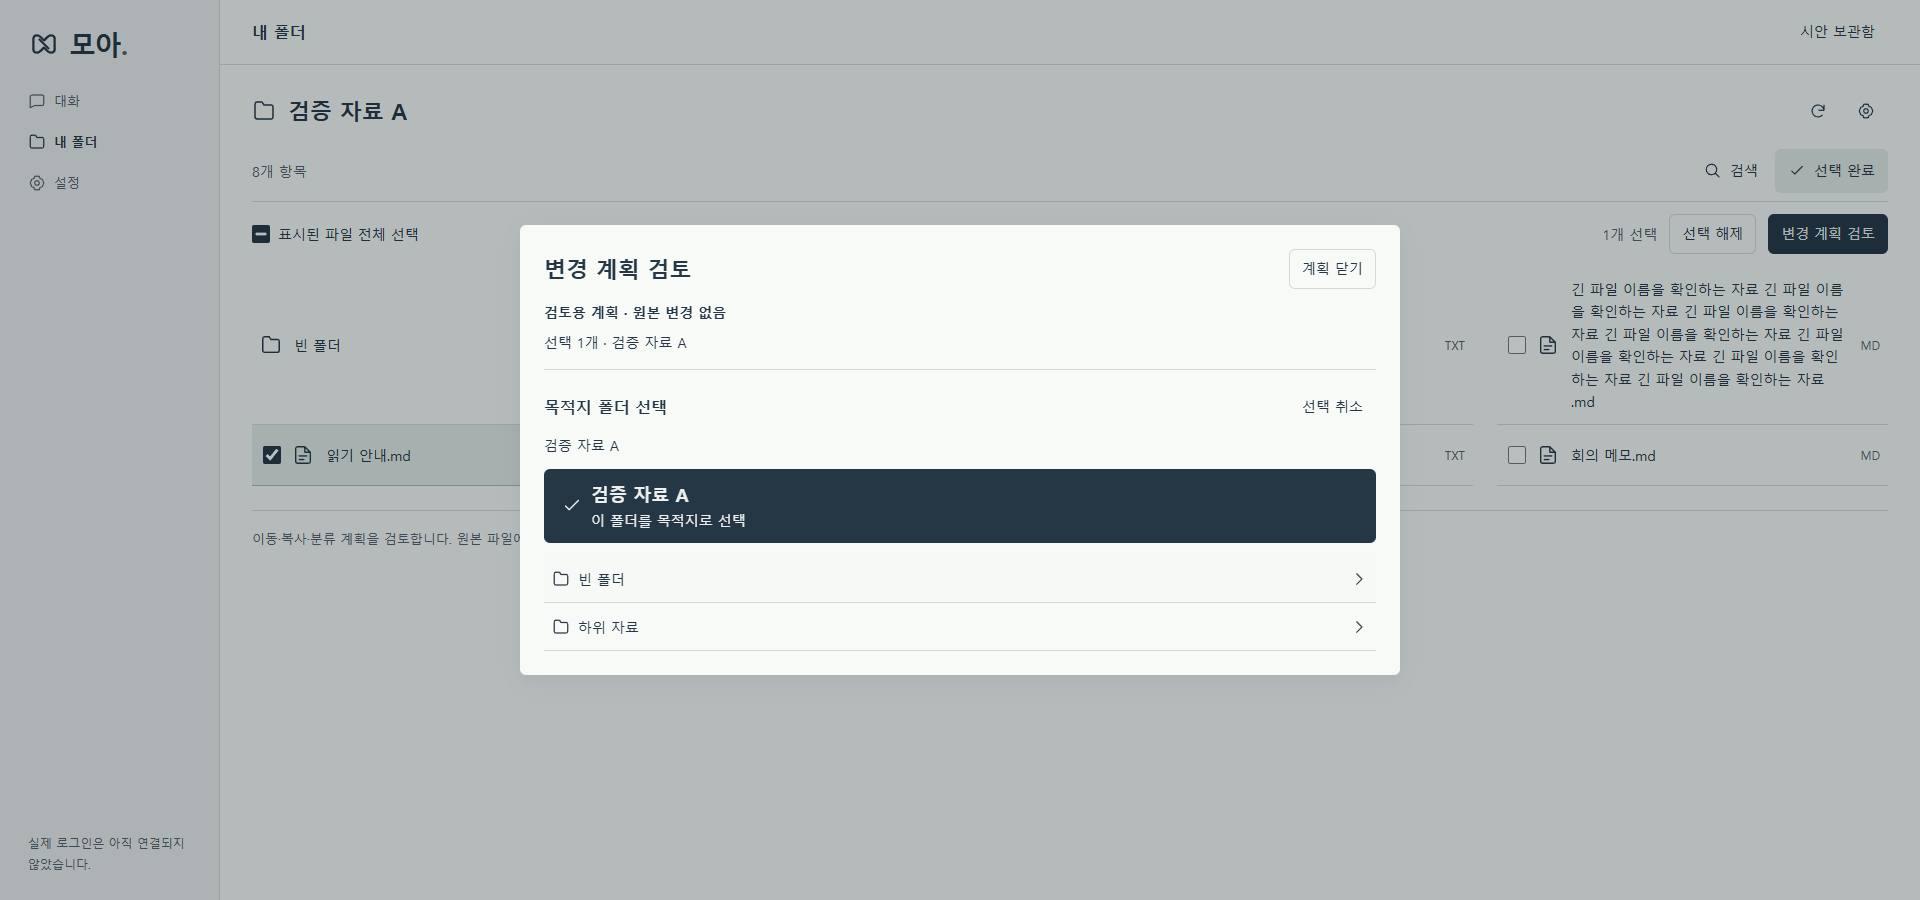 모아.
대화
내 폴더
설정
실제 로그인은 아직 연결되지
않았습니다.
내 폴더
시안 보관함
검증 자료 A
8개 항목
검색
선택 완료
표시된 파일 전체 선택
1개 선택
선택 해제
변경 계획 검토
빈 폴더
TXT
긴 파일 이름을 확인하는 자료 긴 파일 이름
을 확인하는 자료 긴 파일 이름을 확인하는
자료 긴 파일 이름을 확인하는 자료 긴 파일
이름을 확인하는 자료 긴 파일 이름을 확인
하는 자료 긴 파일 이름을 확인하는 자료
.md
MD
읽기 안내.md
TXT
회의 메모.md
MD
이동·복사·분류 계획을 검토합니다. 원본 파일
변경 계획 검토
계획 닫기
검토용 계획 · 원본 변경 없음
선택 1개 · 검증 자료 A
목적지 폴더 선택
선택 취소
검증 자료 A
검증 자료 A
이 폴더를 목적지로 선택
빈 폴더
하위 자료